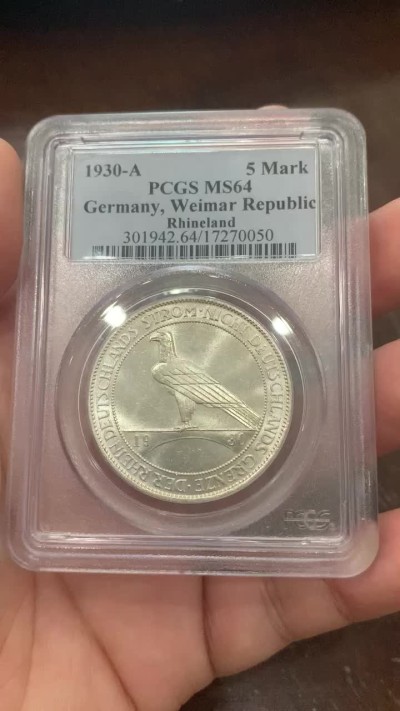 1930-A 5 Mark
PCGS MS64
Germany, Weimar Republic
Rhineland
301942.64/17270050
DER RHEIN DEUTSCHLANDS STROM·NICHT DEUTSCHLANDS GRENZE·
19 30
PCGS